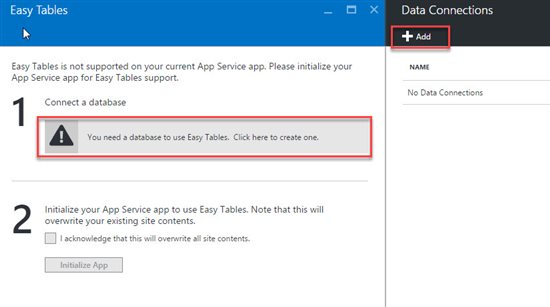 Easy Tables
Easy Tables is not supported on your current App Service app. Please initialize your
App Service app for Easy Tables support.
1
Connect a database
You need a database to use Easy Tables. Click here to create one.
2
Initialize your App Service app to use Easy Tables. Note that this will
overwrite your existing site contents.
I acknowledge that this will overwrite all site contents.
Initialize App
Data Connections
Add
NAME
No Data Connections